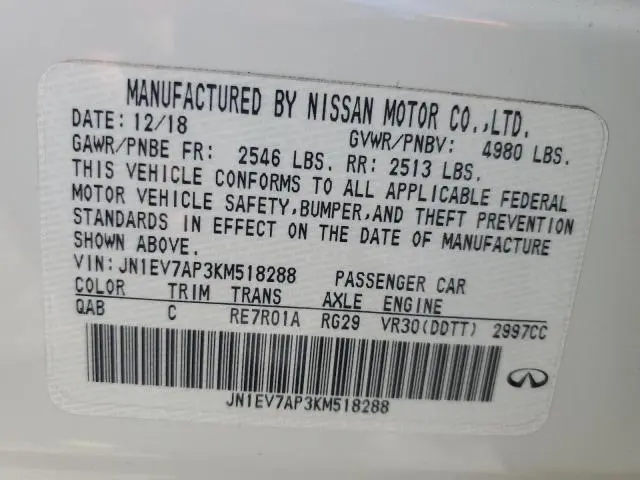 MANUFACTURED BY NISSAN MOTOR CO.,LTD.
DATE: 12/18 GVWR/PNBV: 4980 LBS.
GAWR/PNBE FR: 2546 LBS. RR: 2513 LBS.
THIS VEHICLE CONFORMS TO ALL APPLICABLE FEDERAL
MOTOR VEHICLE SAFETY,BUMPER,AND THEFT PREVENTION
STANDARDS IN EFFECT ON THE DATE OF MANUFACTURE
SHOWN ABOVE.
VIN:JN1EV7AP3KM518288 PASSENGER CAR
COLOR TRIM TRANS AXLE ENGINE
QAB C RE7R01A RG29 VR30(DDTT) 2997CC
JN1EV7AP3KM518288
INFINITI